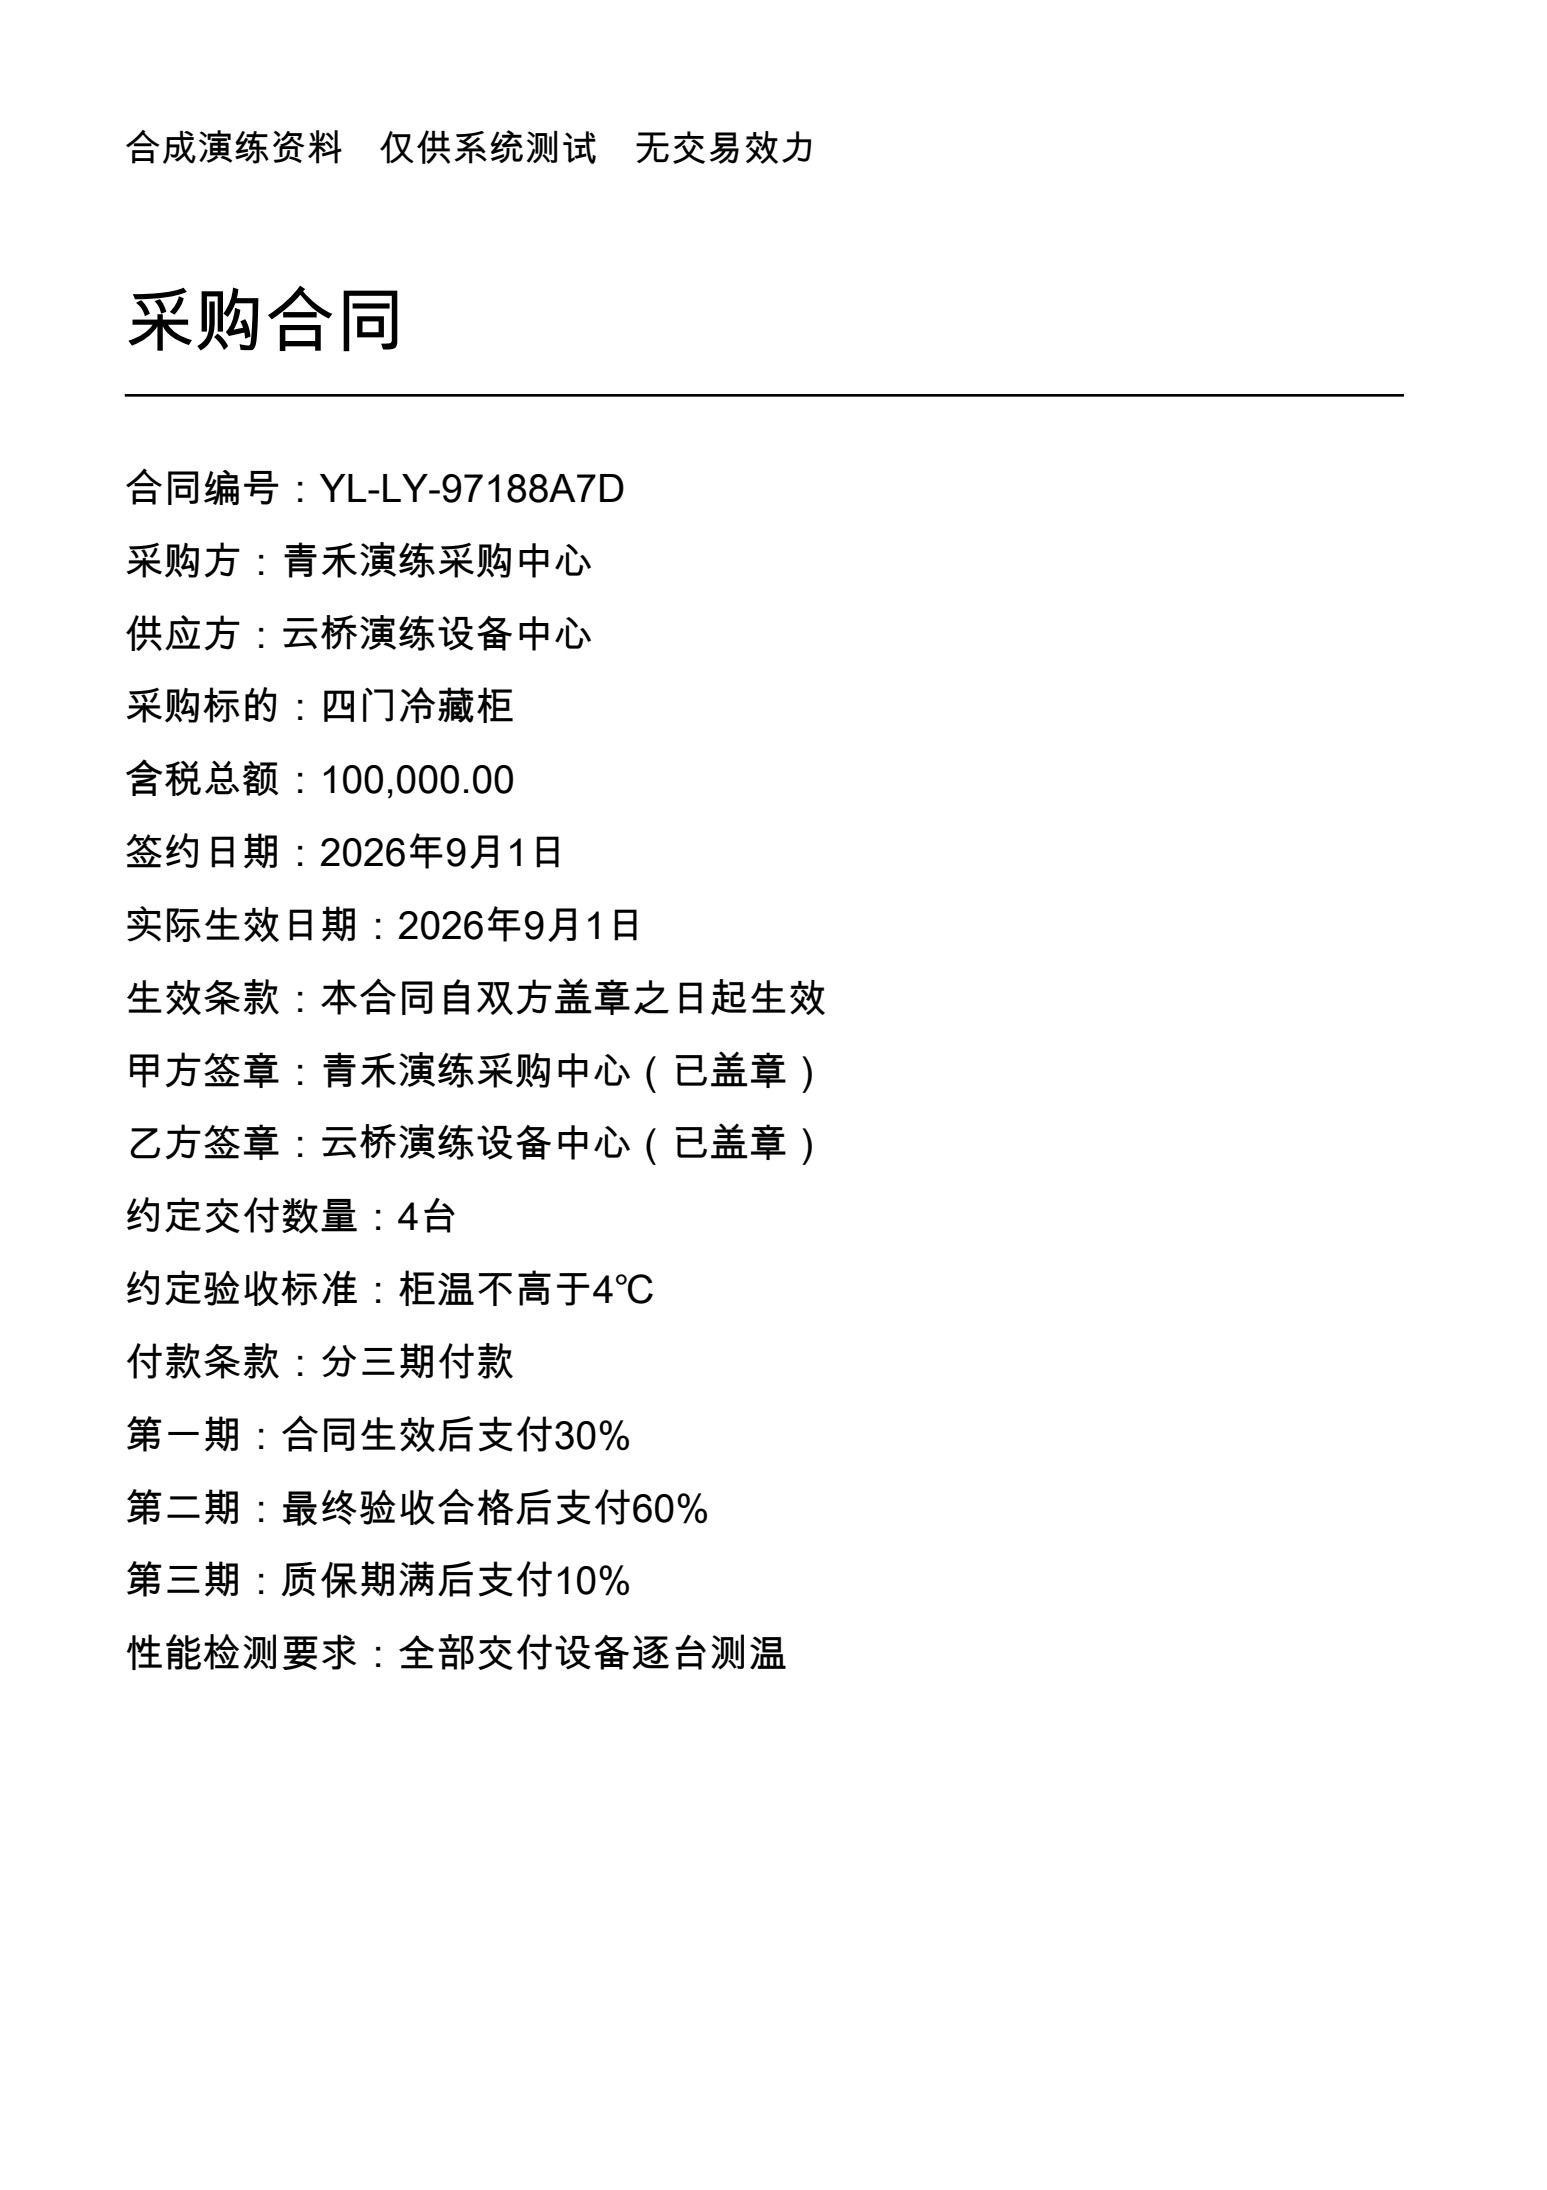 合成演练资料　仅供系统测试　无交易效力
采购合同
合同编号：YL-LY-97188A7D
采购方：青禾演练采购中心
供应方：云桥演练设备中心
采购标的：四门冷藏柜
含税总额：100,000.00
签约日期：2026年9月1日
实际生效日期：2026年9月1日
生效条款：本合同自双方盖章之日起生效
甲方签章：青禾演练采购中心（已盖章）
乙方签章：云桥演练设备中心（已盖章）
约定交付数量：4台
约定验收标准：柜温不高于4℃
付款条款：分三期付款
第一期：合同生效后支付30%
第二期：最终验收合格后支付60%
第三期：质保期满后支付10%
性能检测要求：全部交付设备逐台测温